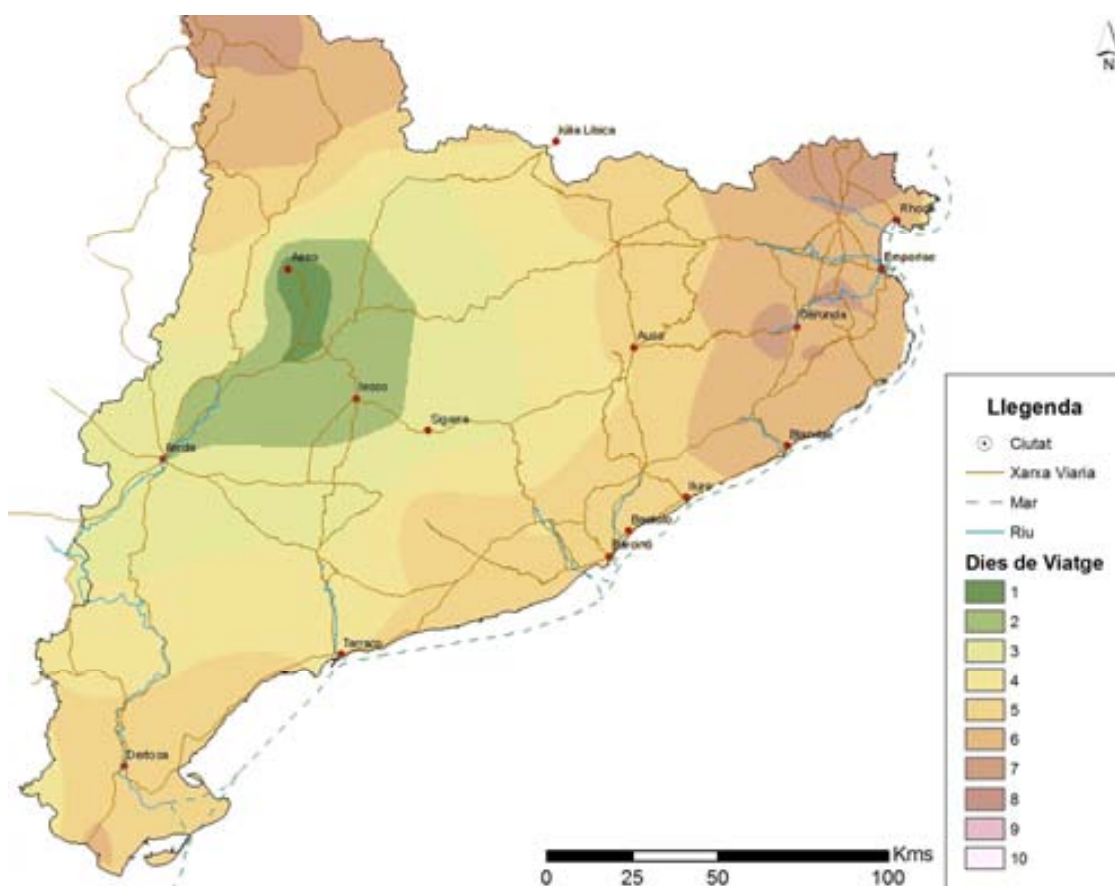 N
Iulia Libica
Rhode
Aeso
Emporiae
Gerunda
Ausa
Iesso
Sigarra
Ilerda
Blandae
Iluro
Baetulo
Barcino
Tarraco
Dertosa
Llegenda
Ciutat
Xarxa Viaria
Mar
Riu
Dies de Viatge
1
2
3
4
5
6
7
8
9
10
Kms
0 25 50 100